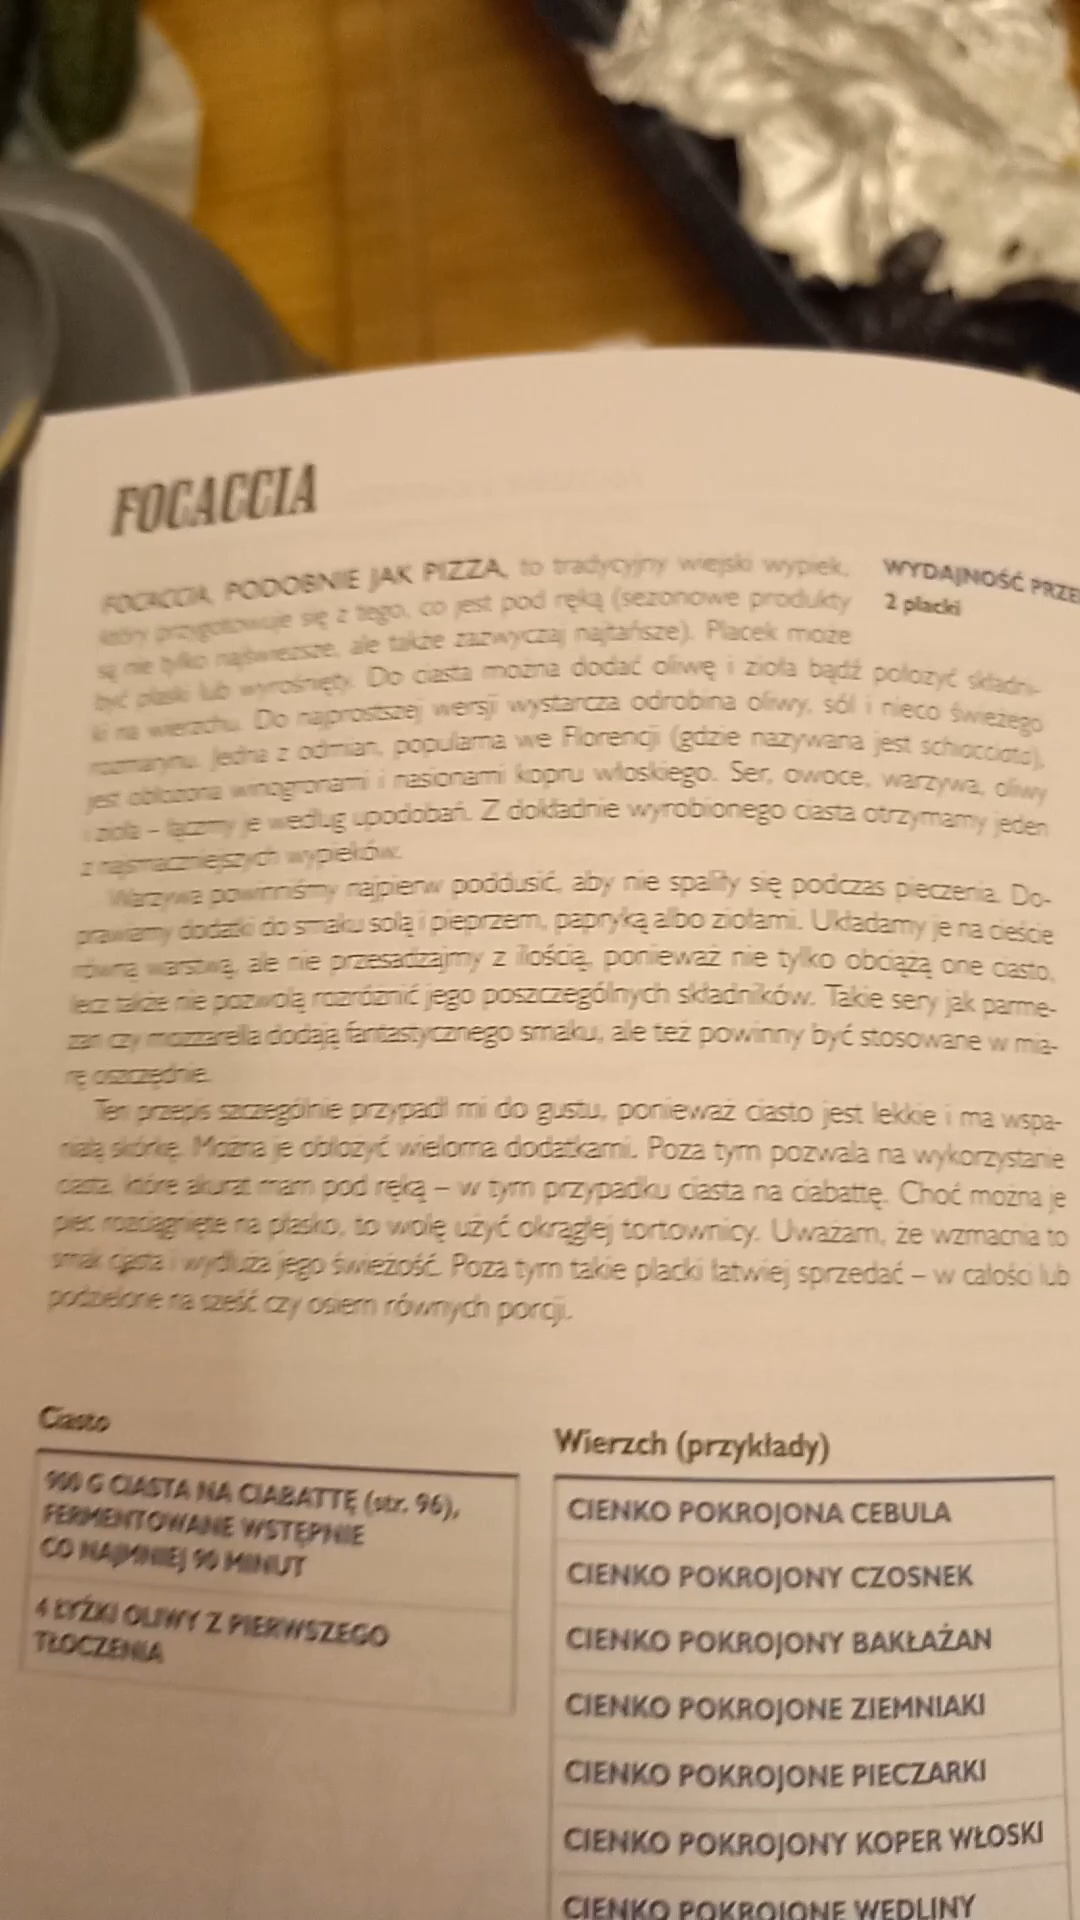 FOCACCIA
FOCACCIA, PODOBNIE JAK PIZZA, to tradycyjny wiejski wypiek,
który przygotowuje się z tego, co jest pod ręką (sezonowe produkty
są nie tylko najświeższe, ale także zazwyczaj najtańsze). Placek może
być płaski lub wyrośnięty. Do ciasta można dodać oliwę i zioła bądź położyć składni-
ki na wierzchu. Do najprostszej wersji wystarcza odrobina oliwy, sól i nieco świeżego
rozmarynu. Jedna z odmian, popularna we Florencji (gdzie nazywana jest schiacciata),
jest obłożona winogronami i nasionami kopru włoskiego. Ser, owoce, warzywa, oliwy
i zioła – łączmy je według upodobań. Z dokładnie wyrobionego ciasta otrzymamy jeden
z najsmaczniejszych wypieków.
Warzywa powinniśmy najpierw poddusić, aby nie spaliły się podczas pieczenia. Do-
prawiamy dodatki do smaku solą i pieprzem, papryką albo ziołami. Układamy je na cieście
równą warstwą, ale nie przesadzajmy z ilością, ponieważ nie tylko obciążą one ciasto,
lecz także nie pozwolą rozróżnić jego poszczególnych składników. Takie sery jak parme-
zan czy mozzarella dodają fantastycznego smaku, ale też powinny być stosowane w mia-
rę oszczędnie.
Ten przepis szczególnie przypadł mi do gustu, ponieważ ciasto jest lekkie i ma wspa-
niałą skórkę. Można je obłożyć wieloma dodatkami. Poza tym pozwala na wykorzystanie
ciasta, które akurat mam pod ręką – w tym przypadku ciasta na ciabattę. Choć można je
piec rozciągnięte na płasko, to wolę użyć okrągłej tortownicy. Uważam, że wzmacnia to
smak ciasta i wydłuża jego świeżość. Poza tym takie placki łatwiej sprzedać – w całości lub
podzielone na sześć czy osiem równych porcji.
WYDAJNOŚĆ PRZE
2 placki
Ciasto
900 G CIASTA NA CIABATTĘ (str. 96),
FERMENTOWANE WSTĘPNIE
CO NAJMNIEJ 90 MINUT
4 ŁYŻKI OLIWY Z PIERWSZEGO
TŁOCZENIA
Wierzch (przykłady)
CIENKO POKROJONA CEBULA
CIENKO POKROJONY CZOSNEK
CIENKO POKROJONY BAKŁAŻAN
CIENKO POKROJONE ZIEMNIAKI
CIENKO POKROJONE PIECZARKI
CIENKO POKROJONY KOPER WŁOSKI
CIENKO POKROJONE WĘDLINY